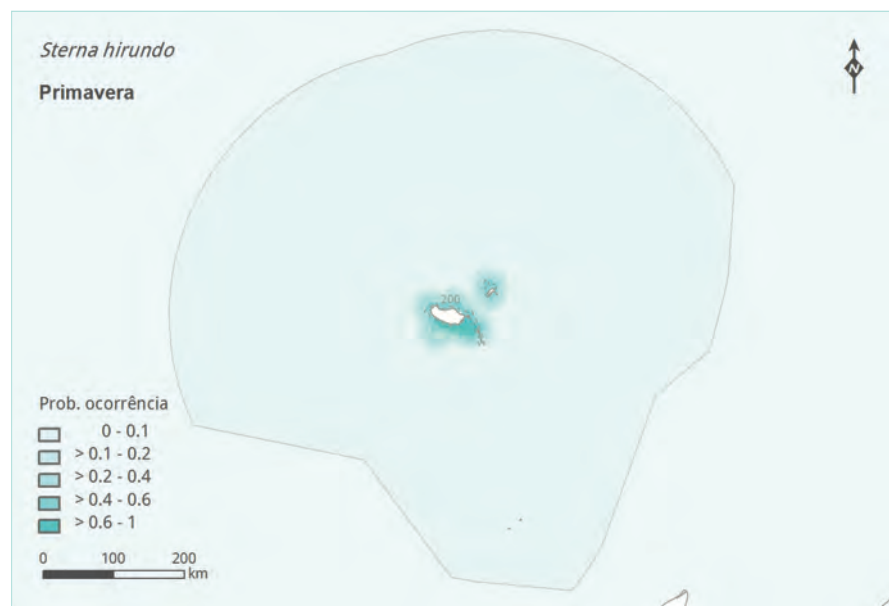 Sterna hirundo
N
Primavera
200
Prob. ocorrência
0 - 0.1
> 0.1 - 0.2
> 0.2 - 0.4
> 0.4 - 0.6
> 0.6 - 1
0 100 200
km